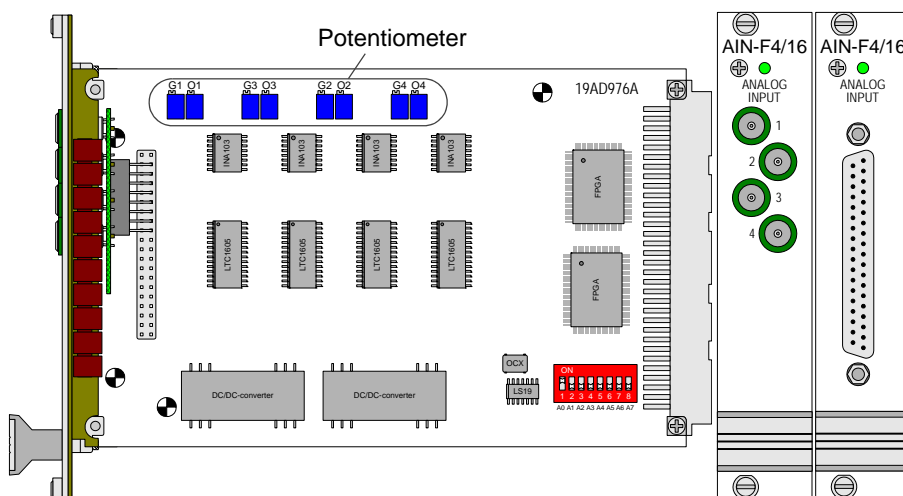 Potentiometer
G1 O1 G3 O3 G2 O2 G4 O4
19AD976A
INA103 INA103 INA103 INA103
FPGA
LTC1605 LTC1605 LTC1605 LTC1605
FPGA
DC/DC-converter DC/DC-converter
OCX
LS19
ON
1 2 3 4 5 6 7 8
A0 A1 A2 A3 A4 A5 A6 A7
AIN-F4/16
ANALOG
INPUT
1
2
3
4
AIN-F4/16
ANALOG
INPUT